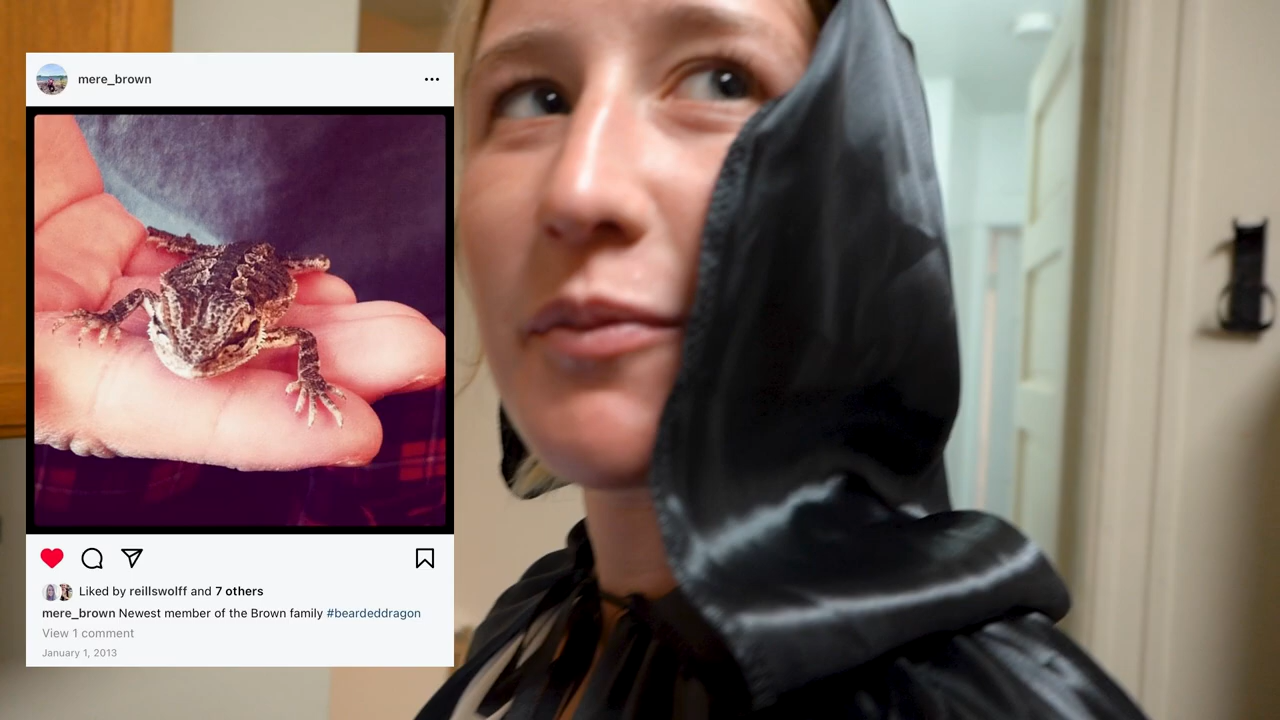 mere_brown
Liked by reillswolff and 7 others
mere_brown Newest member of the Brown family #beardeddragon
View 1 comment
January 1, 2013